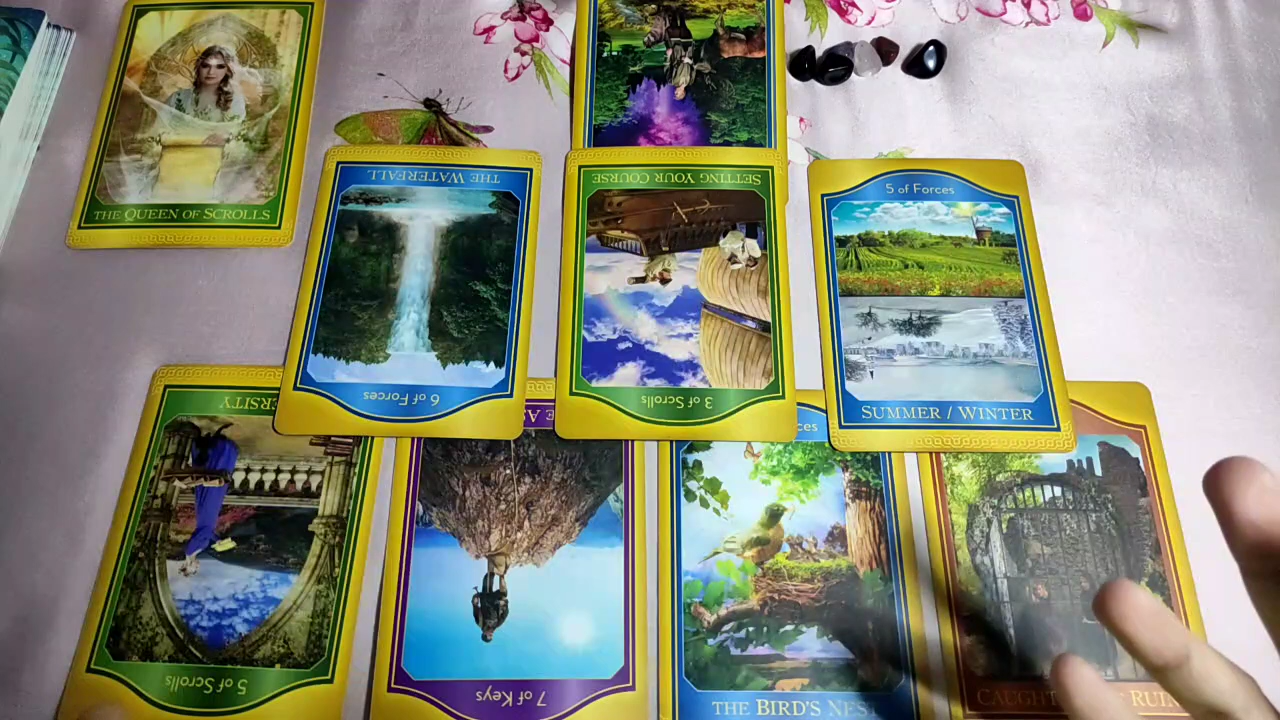 THE QUEEN OF SCROLLS
THE WATERFALL
6 of Forces
SETTING YOUR COURSE
3 of Scrolls
5 of Forces
SUMMER / WINTER
5 of Scrolls
7 of Keys
THE BIRD'S NEST
CAUGHT